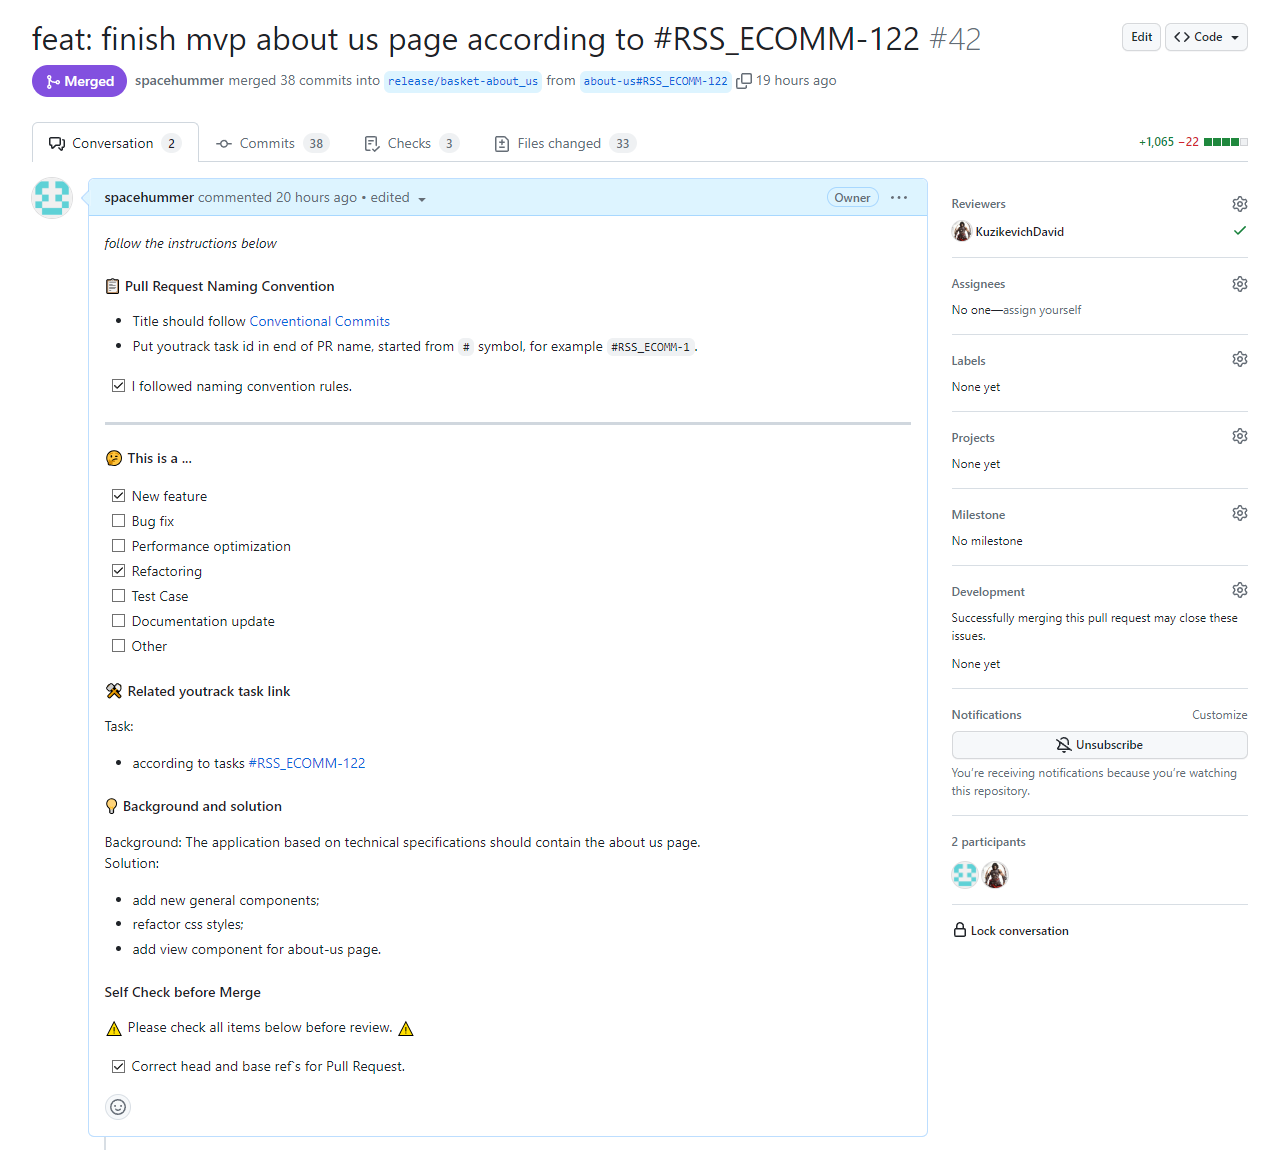 feat: finish mvp about us page according to #RSS_ECOMM-122 #42
Edit
Code
Merged
spacehummer merged 38 commits into release/basket-about_us from about-us#RSS_ECOMM-122 19 hours ago
Conversation 2
Commits 38
Checks 3
Files changed 33
+1,065 −22
spacehummer commented 20 hours ago • edited
Owner
follow the instructions below
Pull Request Naming Convention
Title should follow Conventional Commits
Put youtrack task id in end of PR name, started from # symbol, for example #RSS_ECOMM-1.
I followed naming convention rules.
This is a ...
New feature
Bug fix
Performance optimization
Refactoring
Test Case
Documentation update
Other
Related youtrack task link
Task:
according to tasks #RSS_ECOMM-122
Background and solution
Background: The application based on technical specifications should contain the about us page.
Solution:
add new general components;
refactor css styles;
add view component for about-us page.
Self Check before Merge
Please check all items below before review.
Correct head and base ref`s for Pull Request.
Reviewers
KuzikevichDavid
Assignees
No one—assign yourself
Labels
None yet
Projects
None yet
Milestone
No milestone
Development
Successfully merging this pull request may close these
issues.
None yet
Notifications
Customize
Unsubscribe
You're receiving notifications because you're watching
this repository.
2 participants
Lock conversation